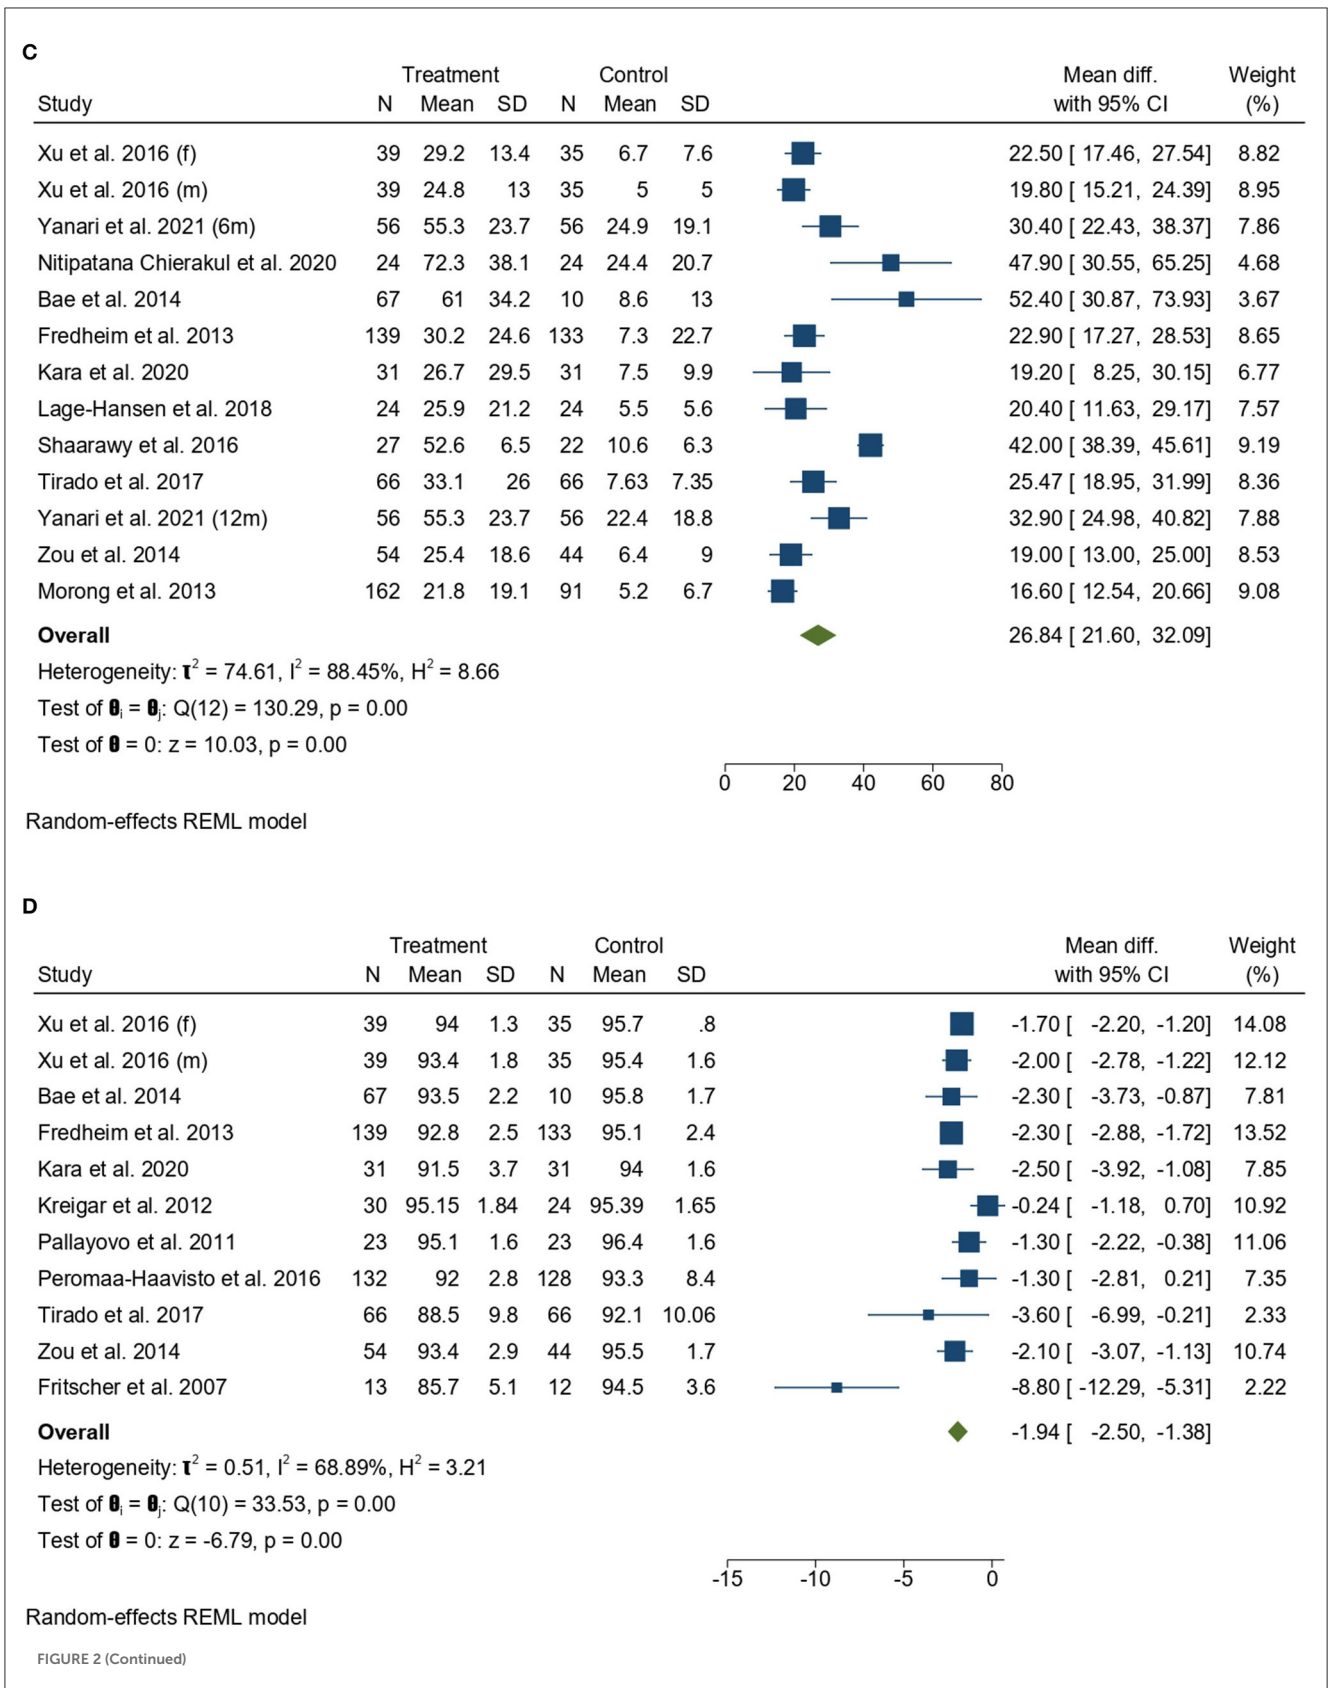 C
Treatment Control Mean diff. Weight
Study N Mean SD N Mean SD with 95% CI (%)
Xu et al. 2016 (f) 39 29.2 13.4 35 6.7 7.6 22.50 [ 17.46, 27.54] 8.82
Xu et al. 2016 (m) 39 24.8 13 35 5 5 19.80 [ 15.21, 24.39] 8.95
Yanari et al. 2021 (6m) 56 55.3 23.7 56 24.9 19.1 30.40 [ 22.43, 38.37] 7.86
Nitipatana Chierakul et al. 2020 24 72.3 38.1 24 24.4 20.7 47.90 [ 30.55, 65.25] 4.68
Bae et al. 2014 67 61 34.2 10 8.6 13 52.40 [ 30.87, 73.93] 3.67
Fredheim et al. 2013 139 30.2 24.6 133 7.3 22.7 22.90 [ 17.27, 28.53] 8.65
Kara et al. 2020 31 26.7 29.5 31 7.5 9.9 19.20 [ 8.25, 30.15] 6.77
Lage-Hansen et al. 2018 24 25.9 21.2 24 5.5 5.6 20.40 [ 11.63, 29.17] 7.57
Shaarawy et al. 2016 27 52.6 6.5 22 10.6 6.3 42.00 [ 38.39, 45.61] 9.19
Tirado et al. 2017 66 33.1 26 66 7.63 7.35 25.47 [ 18.95, 31.99] 8.36
Yanari et al. 2021 (12m) 56 55.3 23.7 56 22.4 18.8 32.90 [ 24.98, 40.82] 7.88
Zou et al. 2014 54 25.4 18.6 44 6.4 9 19.00 [ 13.00, 25.00] 8.53
Morong et al. 2013 162 21.8 19.1 91 5.2 6.7 16.60 [ 12.54, 20.66] 9.08
Overall 26.84 [ 21.60, 32.09]
Heterogeneity: τ² = 74.61, I² = 88.45%, H² = 8.66
Test of θᵢ = θⱼ: Q(12) = 130.29, p = 0.00
Test of θ = 0: z = 10.03, p = 0.00
0 20 40 60 80
Random-effects REML model
D
Treatment Control Mean diff. Weight
Study N Mean SD N Mean SD with 95% CI (%)
Xu et al. 2016 (f) 39 94 1.3 35 95.7 .8 -1.70 [ -2.20, -1.20] 14.08
Xu et al. 2016 (m) 39 93.4 1.8 35 95.4 1.6 -2.00 [ -2.78, -1.22] 12.12
Bae et al. 2014 67 93.5 2.2 10 95.8 1.7 -2.30 [ -3.73, -0.87] 7.81
Fredheim et al. 2013 139 92.8 2.5 133 95.1 2.4 -2.30 [ -2.88, -1.72] 13.52
Kara et al. 2020 31 91.5 3.7 31 94 1.6 -2.50 [ -3.92, -1.08] 7.85
Kreigar et al. 2012 30 95.15 1.84 24 95.39 1.65 -0.24 [ -1.18, 0.70] 10.92
Pallayovo et al. 2011 23 95.1 1.6 23 96.4 1.6 -1.30 [ -2.22, -0.38] 11.06
Peromaa-Haavisto et al. 2016 132 92 2.8 128 93.3 8.4 -1.30 [ -2.81, 0.21] 7.35
Tirado et al. 2017 66 88.5 9.8 66 92.1 10.06 -3.60 [ -6.99, -0.21] 2.33
Zou et al. 2014 54 93.4 2.9 44 95.5 1.7 -2.10 [ -3.07, -1.13] 10.74
Fritscher et al. 2007 13 85.7 5.1 12 94.5 3.6 -8.80 [ -12.29, -5.31] 2.22
Overall -1.94 [ -2.50, -1.38]
Heterogeneity: τ² = 0.51, I² = 68.89%, H² = 3.21
Test of θᵢ = θⱼ: Q(10) = 33.53, p = 0.00
Test of θ = 0: z = -6.79, p = 0.00
-15 -10 -5 0
Random-effects REML model
FIGURE 2 (Continued)